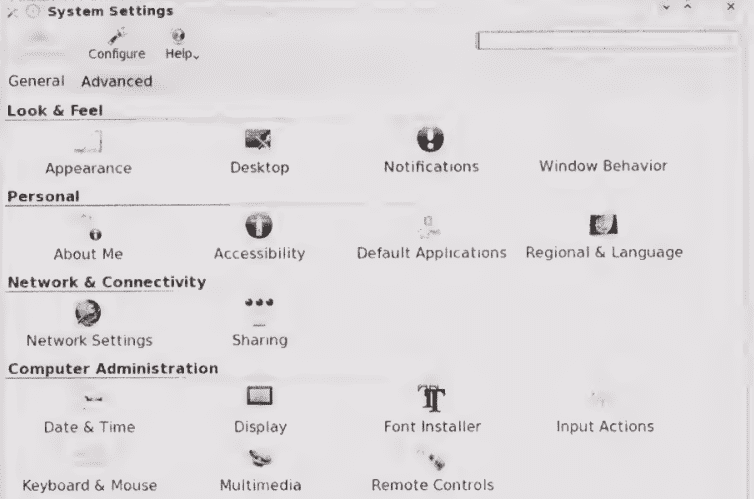 System Settings
Configure Help
General Advanced
Look & Feel
Appearance Desktop Notifications Window Behavior
Personal
About Me Accessibility Default Applications Regional & Language
Network & Connectivity
Network Settings Sharing
Computer Administration
Date & Time Display Font Installer Input Actions
Keyboard & Mouse Multimedia Remote Controls